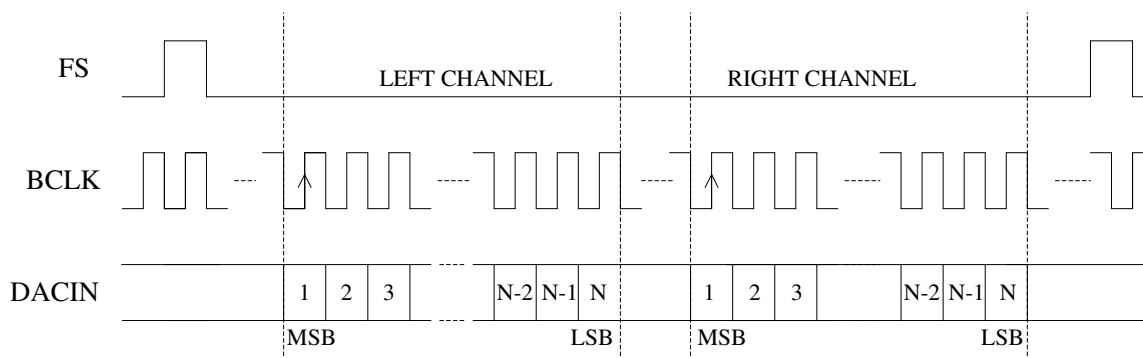 FS
LEFT CHANNEL
RIGHT CHANNEL
BCLK
DACIN
1 2 3 N-2 N-1 N 1 2 3 N-2 N-1 N
MSB LSB MSB LSB